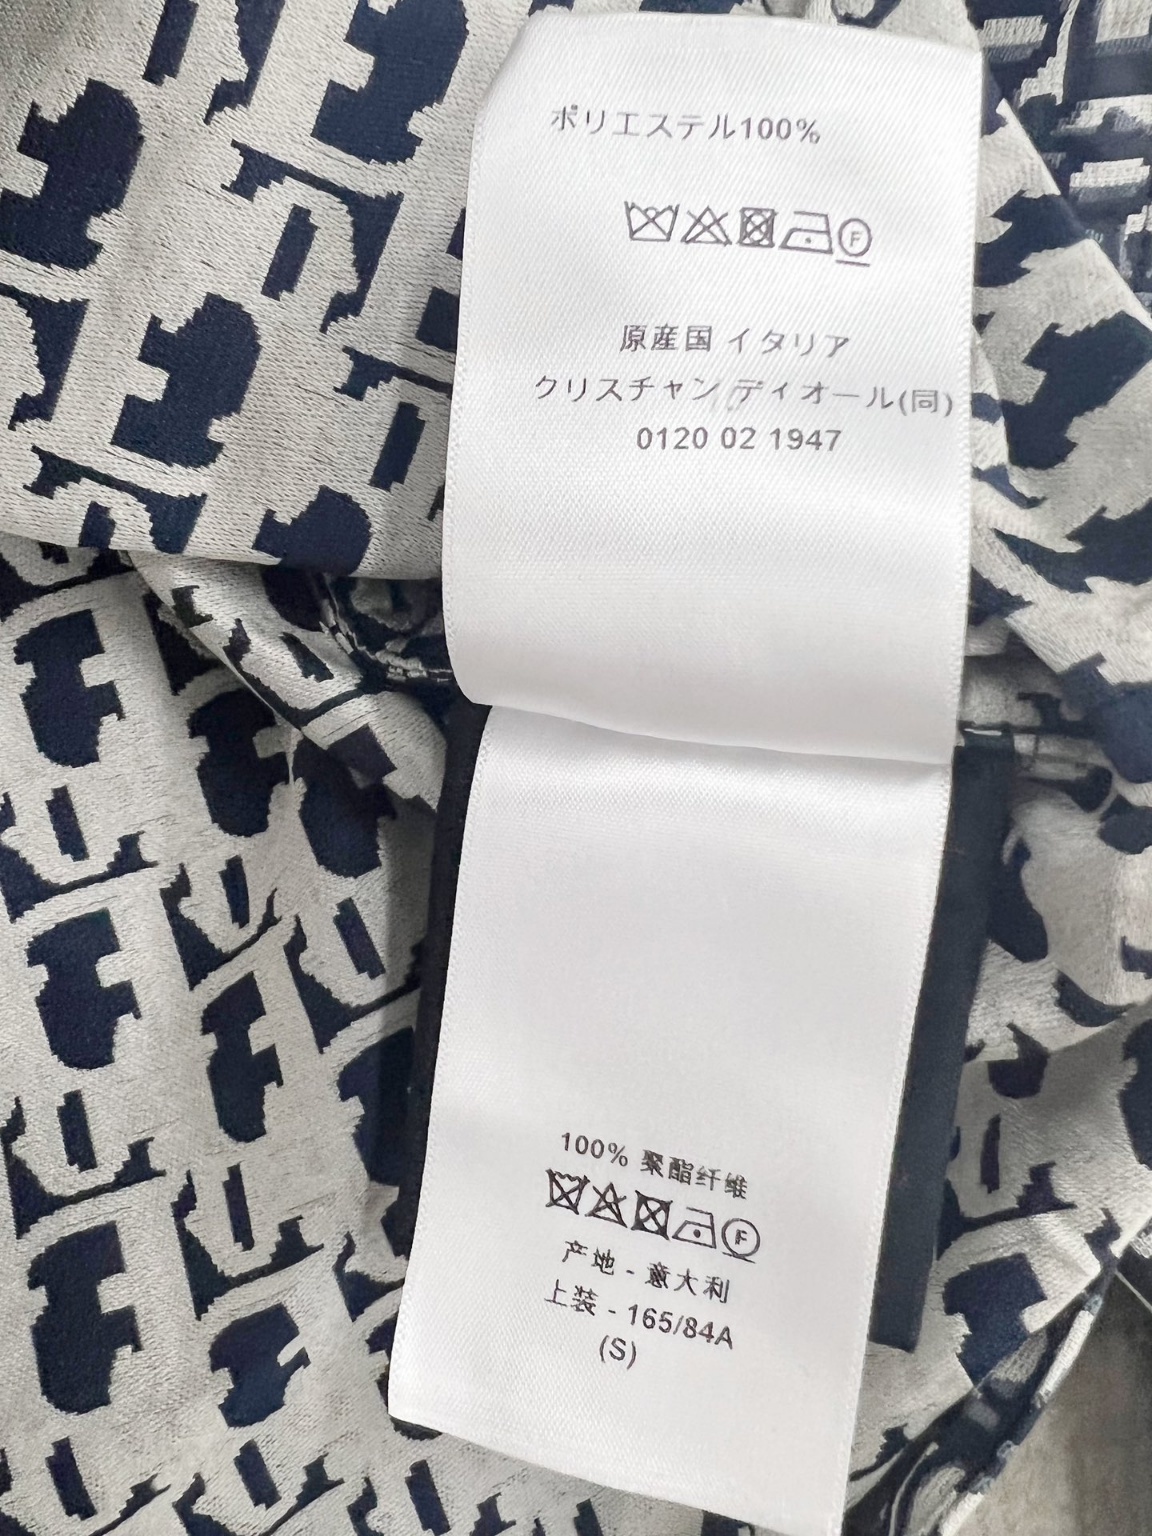 ポリエステル100%
F
原産国 イタリア
クリスチャン ディオール(同)
0120 02 1947
100% 聚酯纤维
F
产地 - 意大利
上装 - 165/84A
(S)